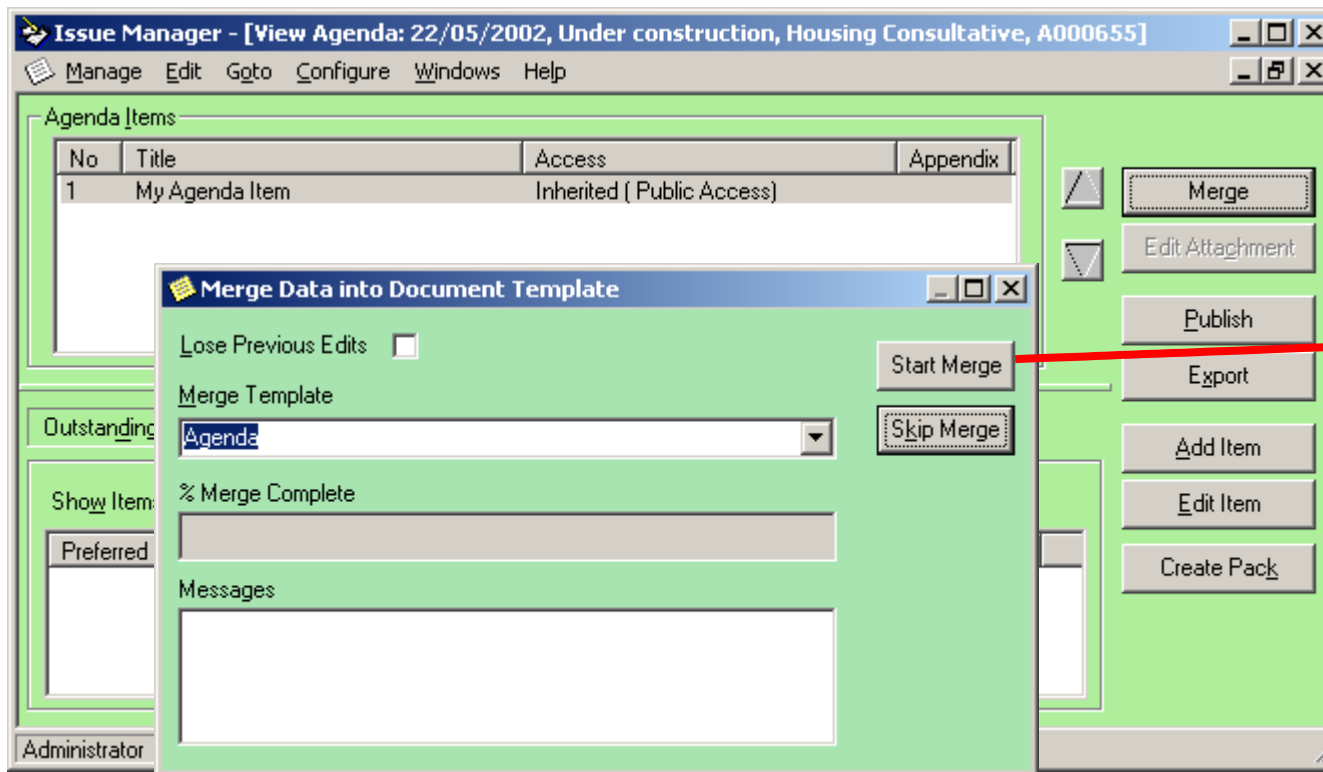 Issue Manager - [View Agenda: 22/05/2002, Under construction, Housing Consultative, A000655]
Manage Edit Goto Configure Windows Help
Agenda Items
No Title Access Appendix
1 My Agenda Item Inherited ( Public Access)
Merge
Edit Attachment
Publish
Export
Add Item
Edit Item
Create Pack
Merge Data into Document Template
Lose Previous Edits
Start Merge
Merge Template
Agenda
Skip Merge
% Merge Complete
Messages
Outstanding
Show Items
Preferred
Administrator